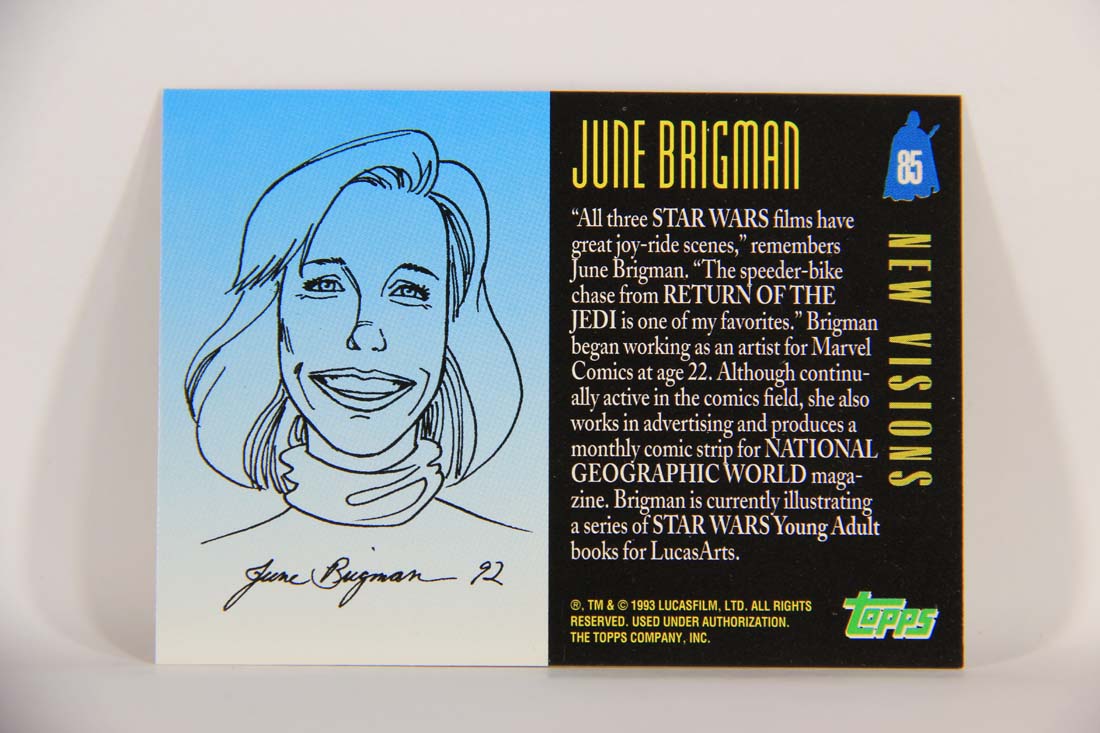 June Brigman 92
JUNE BRIGMAN
85
NEW VISIONS
“All three STAR WARS films have
great joy-ride scenes,” remembers
June Brigman. “The speeder-bike
chase from RETURN OF THE
JEDI is one of my favorites.” Brigman
began working as an artist for Marvel
Comics at age 22. Although continu-
ally active in the comics field, she also
works in advertising and produces a
monthly comic strip for NATIONAL
GEOGRAPHIC WORLD maga-
zine. Brigman is currently illustrating
a series of STAR WARS Young Adult
books for LucasArts.
®, TM & © 1993 LUCASFILM, LTD. ALL RIGHTS
RESERVED. USED UNDER AUTHORIZATION.
THE TOPPS COMPANY, INC.
topps